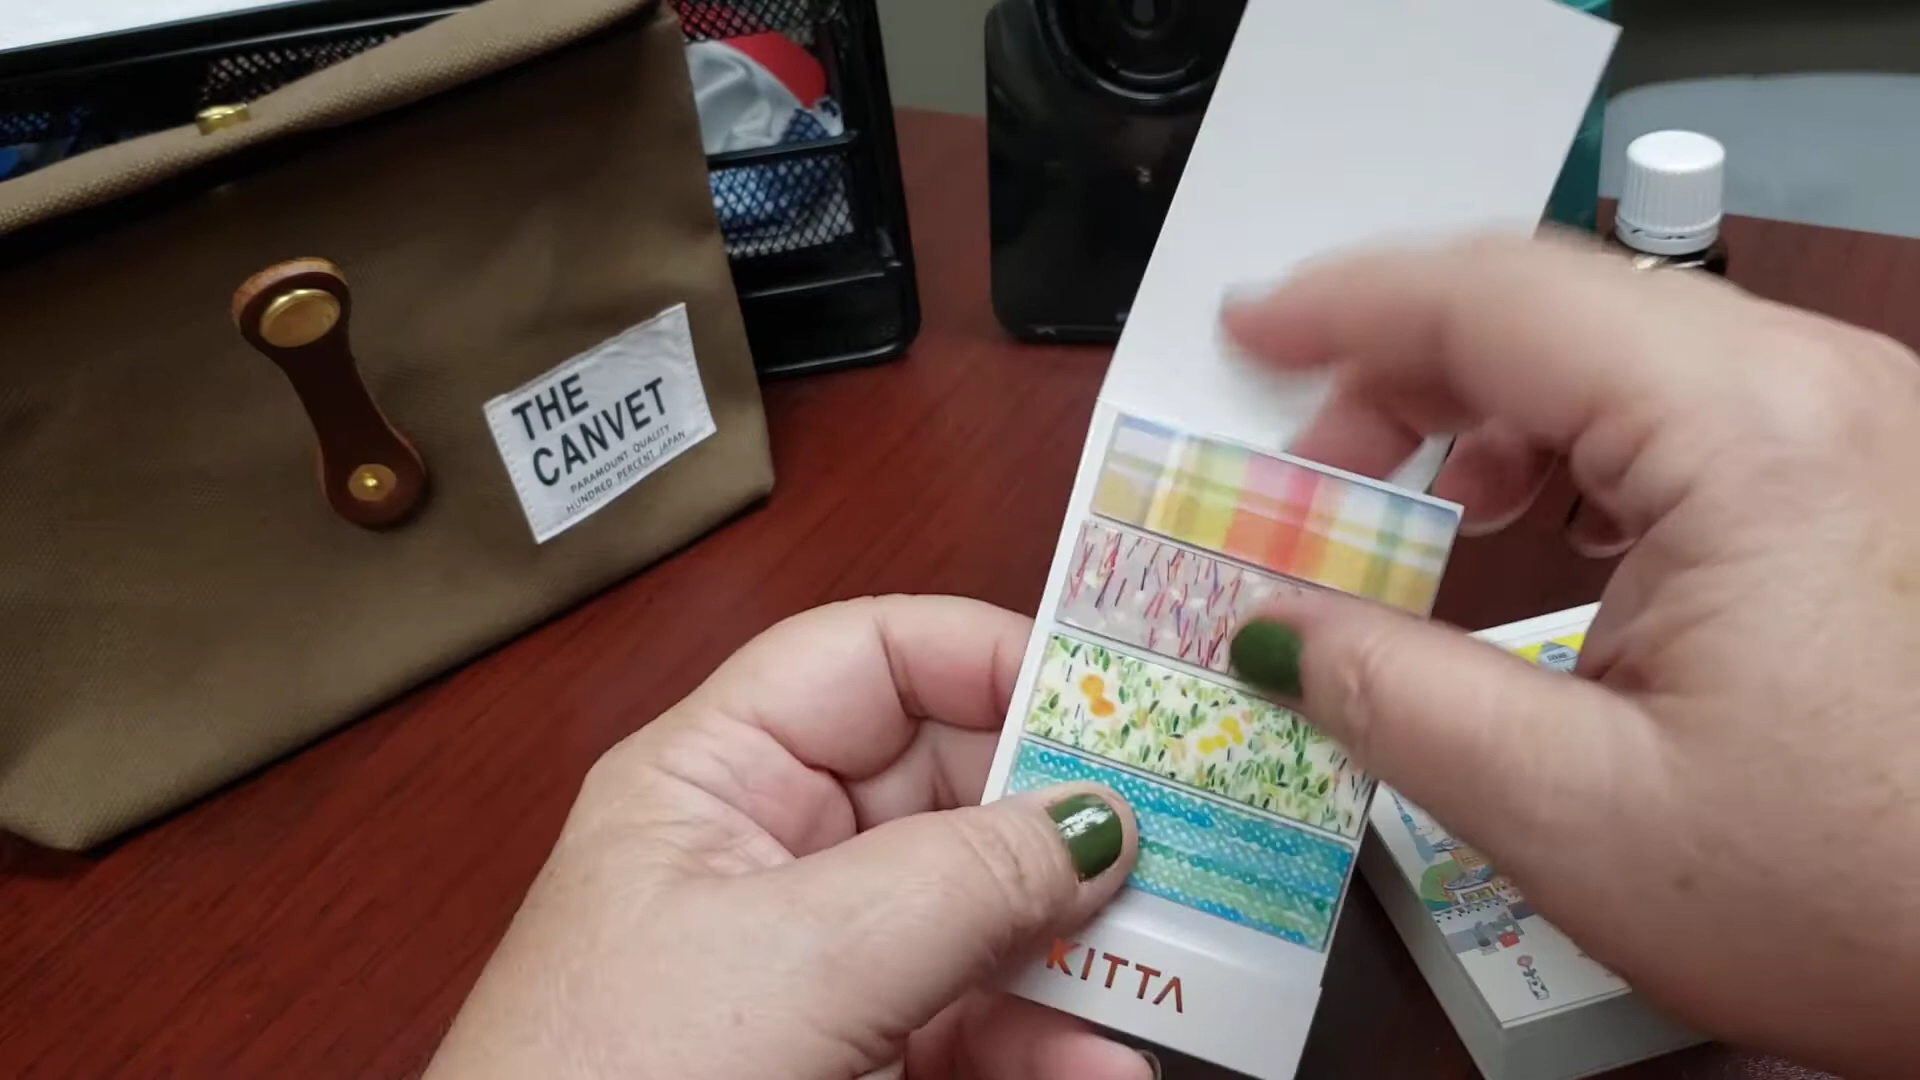 THE
CANVET
PARAMOUNT QUALITY
HUNDRED PERCENT JAPAN
KITTA